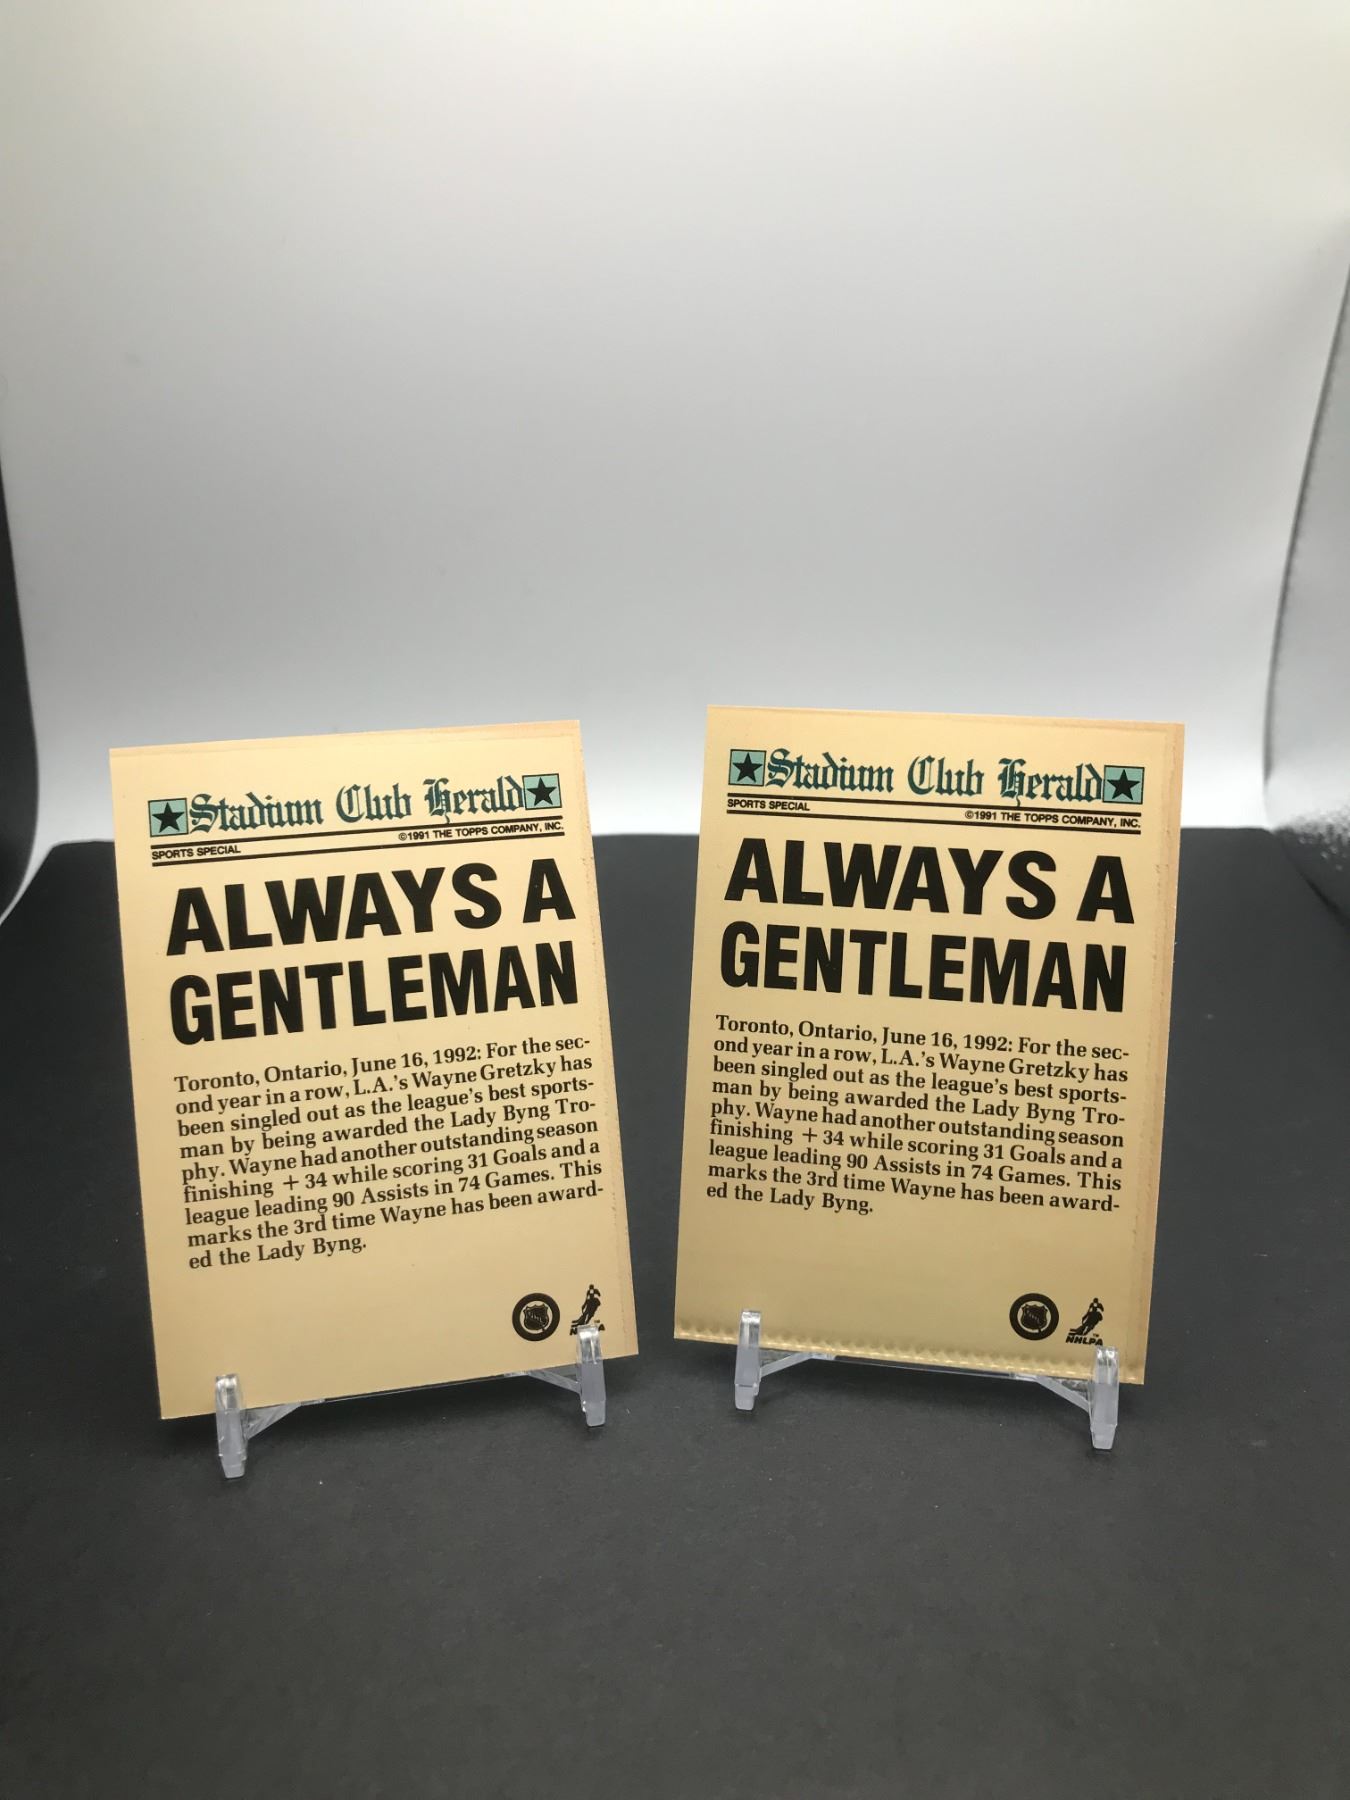 Stadium Club Herald
SPORTS SPECIAL
©1991 THE TOPPS COMPANY, INC.
ALWAYS A
GENTLEMAN
Toronto, Ontario, June 16, 1992: For the sec-
ond year in a row, L.A.'s Wayne Gretzky has
been singled out as the league's best sports-
man by being awarded the Lady Byng Tro-
phy. Wayne had another outstanding season
finishing + 34 while scoring 31 Goals and a
league leading 90 Assists in 74 Games. This
marks the 3rd time Wayne has been award-
ed the Lady Byng.
Stadium Club Herald
SPORTS SPECIAL
©1991 THE TOPPS COMPANY, INC.
ALWAYS A
GENTLEMAN
Toronto, Ontario, June 16, 1992: For the sec-
ond year in a row, L.A.'s Wayne Gretzky has
been singled out as the league's best sports-
man by being awarded the Lady Byng Tro-
phy. Wayne had another outstanding season
finishing + 34 while scoring 31 Goals and a
league leading 90 Assists in 74 Games. This
marks the 3rd time Wayne has been award-
ed the Lady Byng.
NHLPA